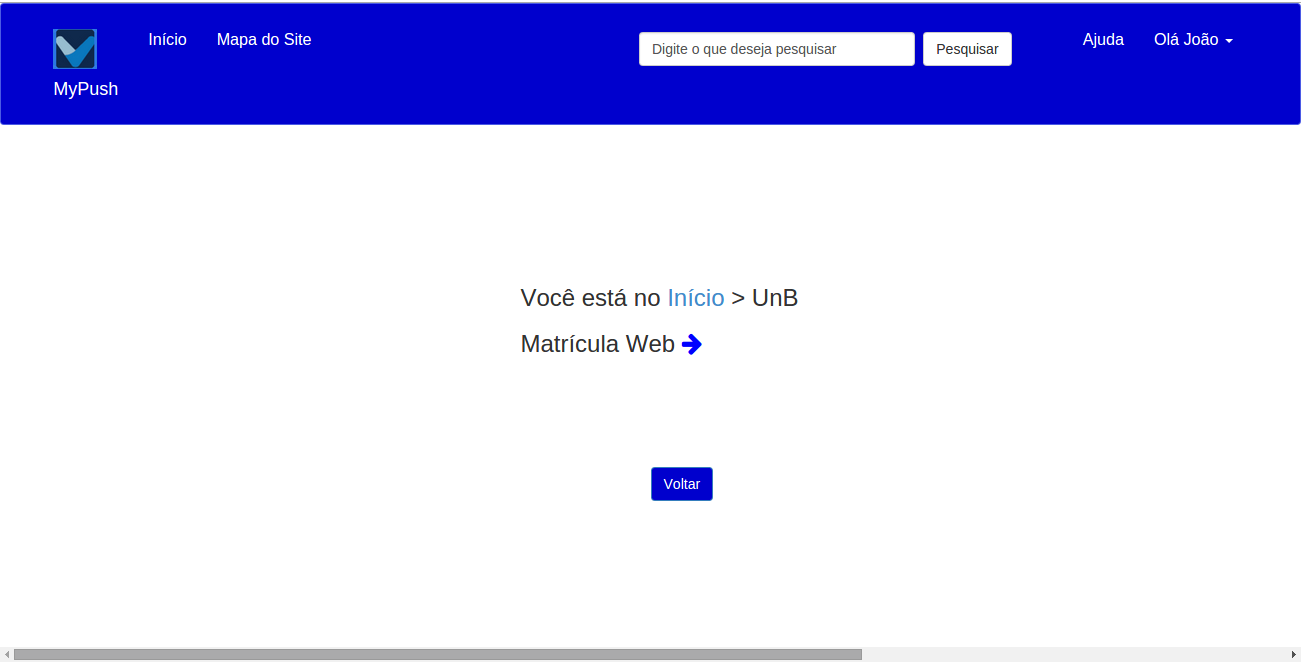 Início Mapa do Site Digite o que deseja pesquisar Pesquisar Ajuda Olá João
MyPush
Você está no Início > UnB
Matrícula Web
Voltar